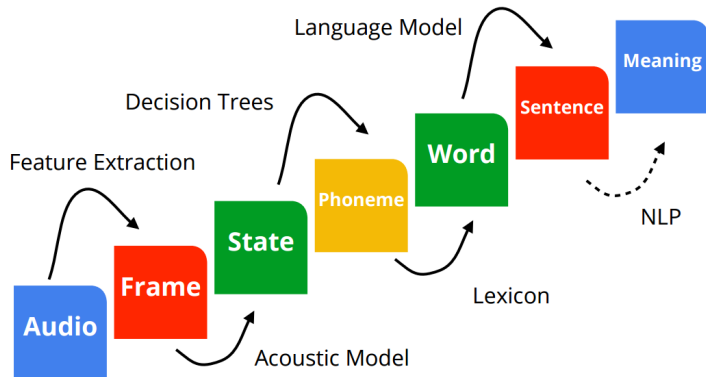 Language Model
Meaning
Sentence
Decision Trees
Word
Feature Extraction
Phoneme
NLP
State
Frame
Lexicon
Audio
Acoustic Model